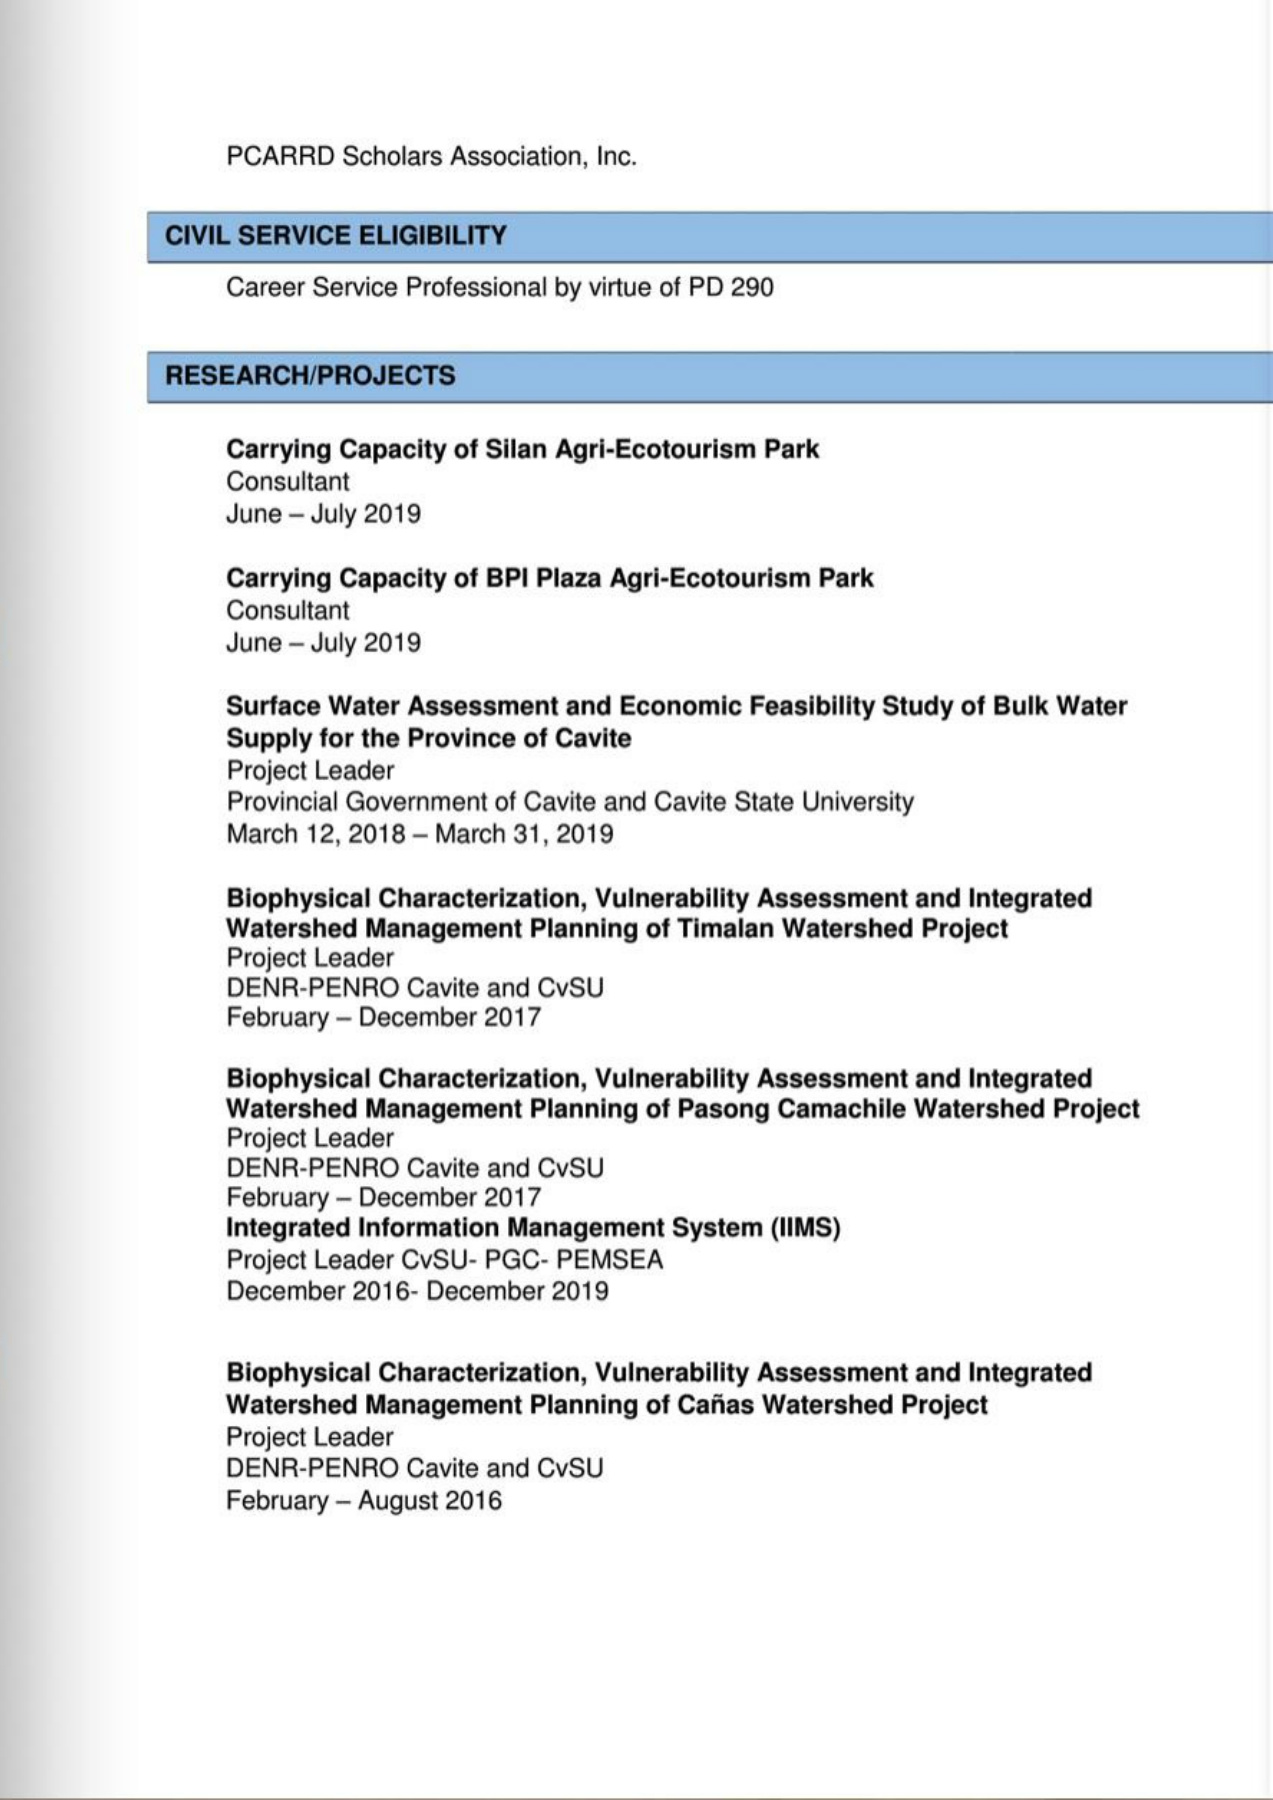 PCARRD Scholars Association, Inc.
CIVIL SERVICE ELIGIBILITY
Career Service Professional by virtue of PD 290
RESEARCH/PROJECTS
Carrying Capacity of Silan Agri-Ecotourism Park
Consultant
June – July 2019
Carrying Capacity of BPI Plaza Agri-Ecotourism Park
Consultant
June – July 2019
Surface Water Assessment and Economic Feasibility Study of Bulk Water
Supply for the Province of Cavite
Project Leader
Provincial Government of Cavite and Cavite State University
March 12, 2018 – March 31, 2019
Biophysical Characterization, Vulnerability Assessment and Integrated
Watershed Management Planning of Timalan Watershed Project
Project Leader
DENR-PENRO Cavite and CvSU
February – December 2017
Biophysical Characterization, Vulnerability Assessment and Integrated
Watershed Management Planning of Pasong Camachile Watershed Project
Project Leader
DENR-PENRO Cavite and CvSU
February – December 2017
Integrated Information Management System (IIMS)
Project Leader CvSU- PGC- PEMSEA
December 2016- December 2019
Biophysical Characterization, Vulnerability Assessment and Integrated
Watershed Management Planning of Cañas Watershed Project
Project Leader
DENR-PENRO Cavite and CvSU
February – August 2016